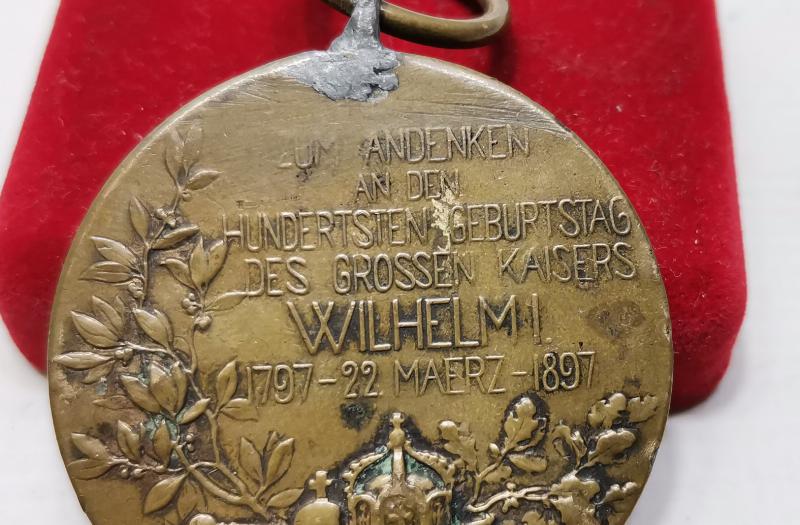 ZUM ANDENKEN
AN DEN
HUNDERTSTEN GEBURTSTAG
DES GROSSEN KAISERS
WILHELM I.
1797 - 22. MAERZ - 1897